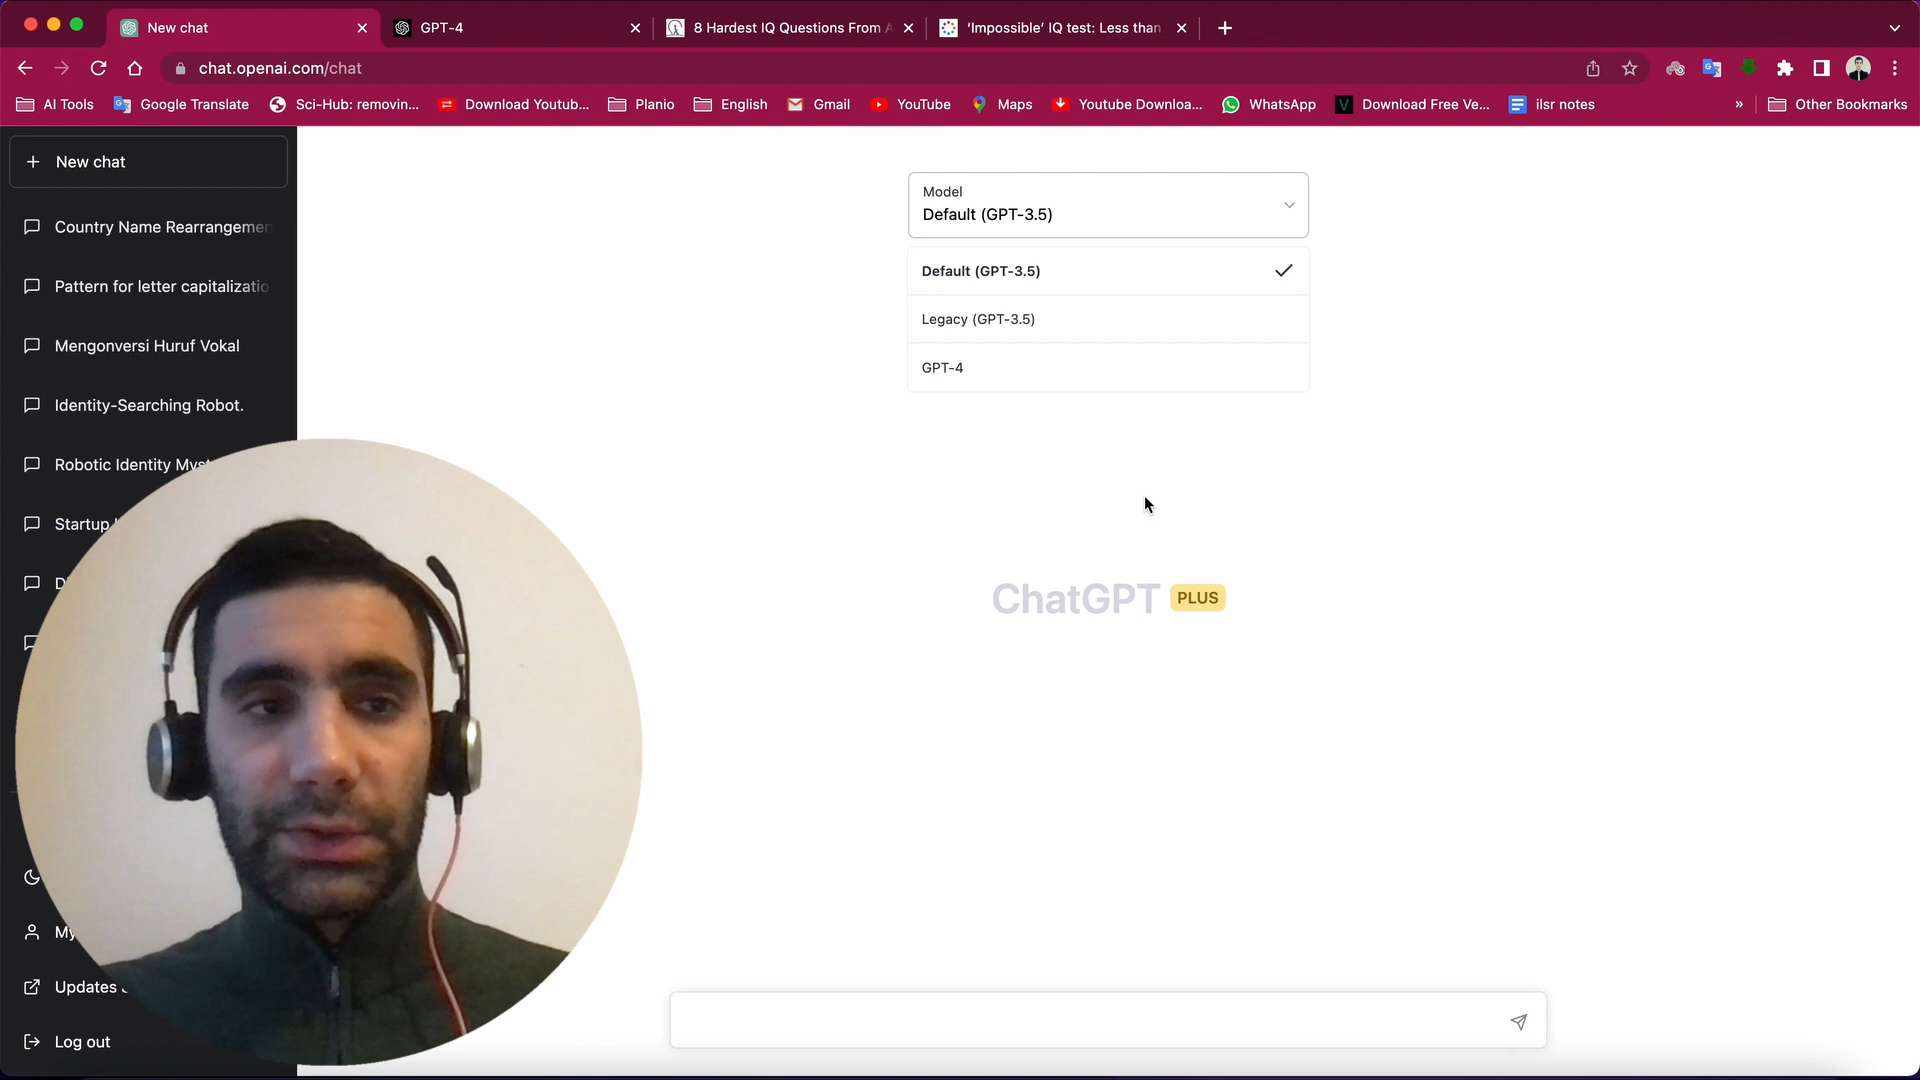 New chat
GPT-4
8 Hardest IQ Questions From A
'Impossible' IQ test: Less than
chat.openai.com/chat
AI Tools
Google Translate
Sci-Hub: removin...
Download Youtub...
Planio
English
Gmail
YouTube
Maps
Youtube Downloa...
WhatsApp
Download Free Ve...
ilsr notes
»
Other Bookmarks
New chat
Country Name Rearrangemen
Pattern for letter capitalizatio
Mengonversi Huruf Vokal
Identity-Searching Robot.
Robotic Identity Myst
Startup
My
Updates
Log out
Model
Default (GPT-3.5)
Default (GPT-3.5)
Legacy (GPT-3.5)
GPT-4
ChatGPT PLUS